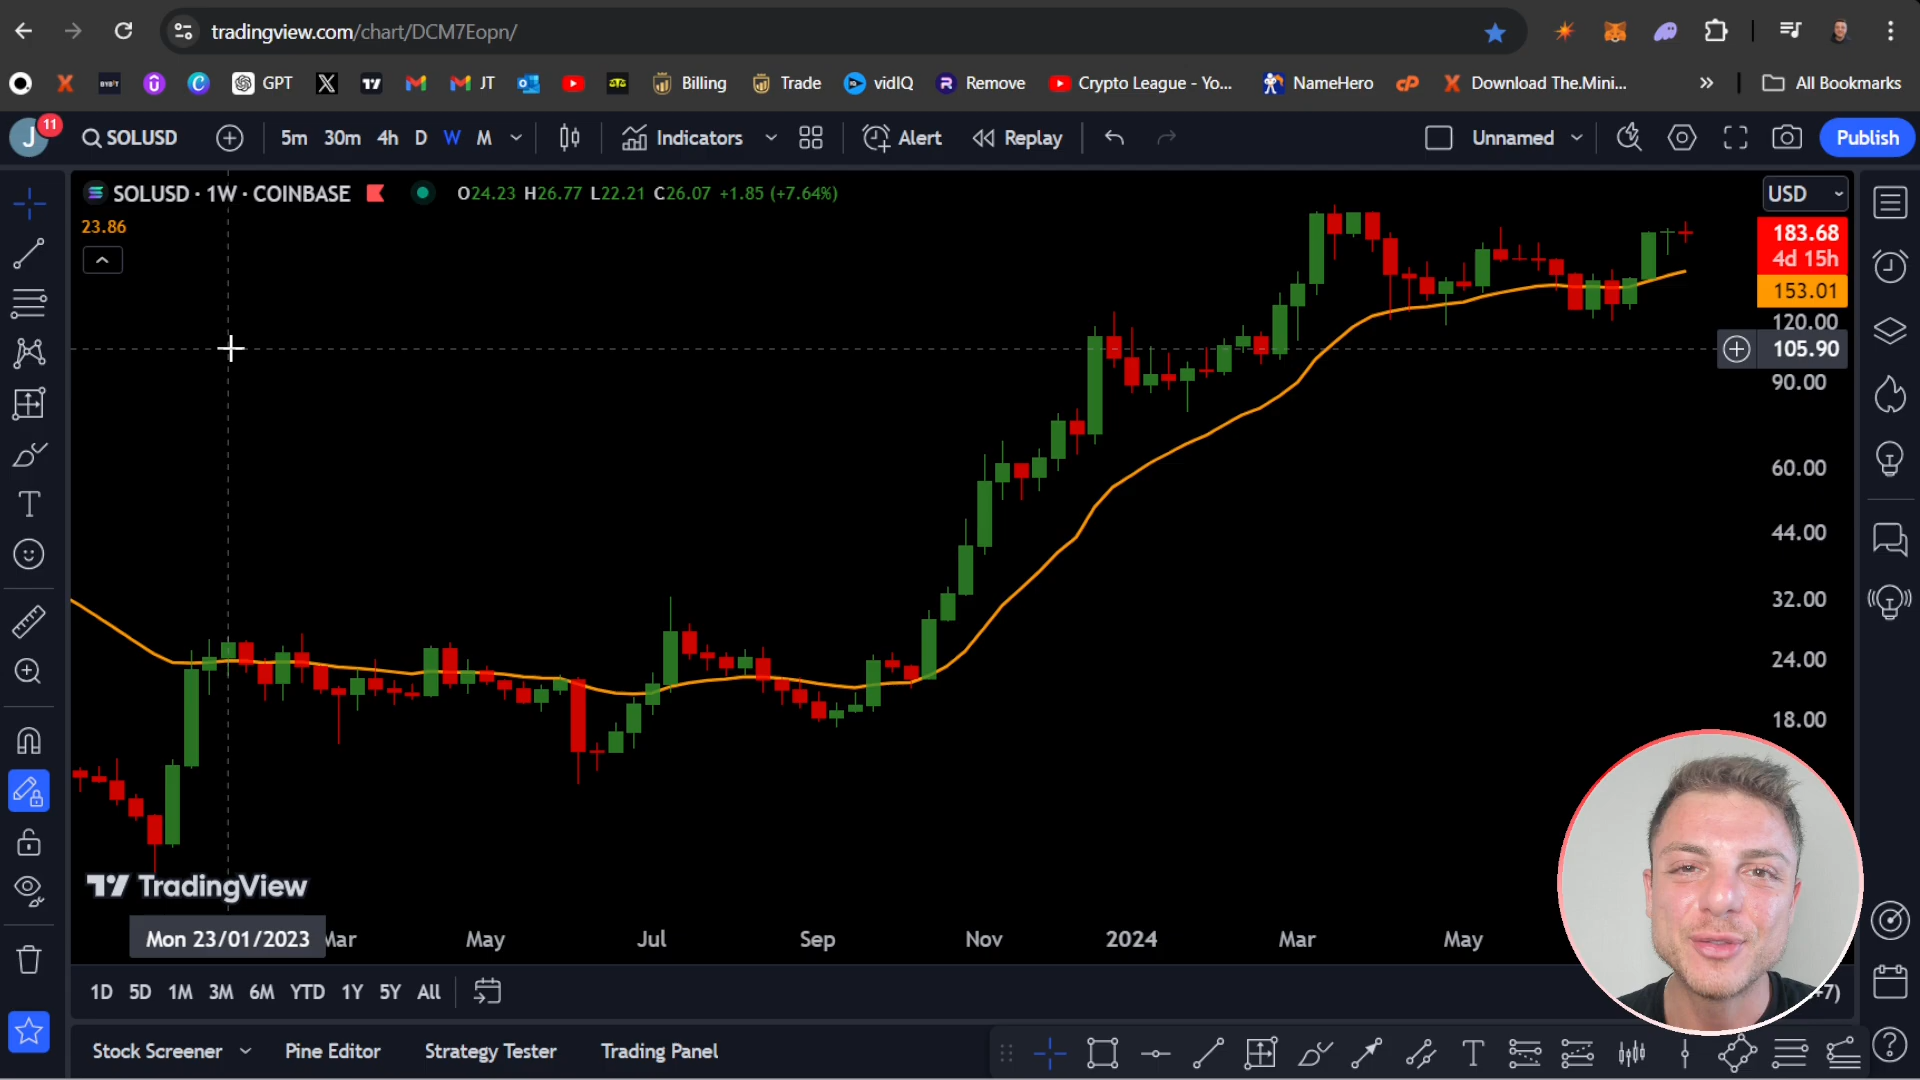 tradingview.com/chart/DCM7Eopn/
GPT
JT
Billing
Trade
vidIQ
Remove
Crypto League - Yo...
NameHero
cP
Download The.Mini...
»
All Bookmarks
J
11
SOLUSD
5m 30m 4h D W M
Indicators
Alert
Replay
Unnamed
Publish
SOLUSD · 1W · COINBASE
O24.23 H26.77 L22.21 C26.07 +1.85 (+7.64%)
USD
23.86
183.68
4d 15h
153.01
120.00
105.90
90.00
60.00
44.00
32.00
24.00
18.00
TradingView
Mon 23/01/2023
Mar
May
Jul
Sep
Nov
2024
Mar
May
1D 5D 1M 3M 6M YTD 1Y 5Y All
+7)
Stock Screener
Pine Editor
Strategy Tester
Trading Panel